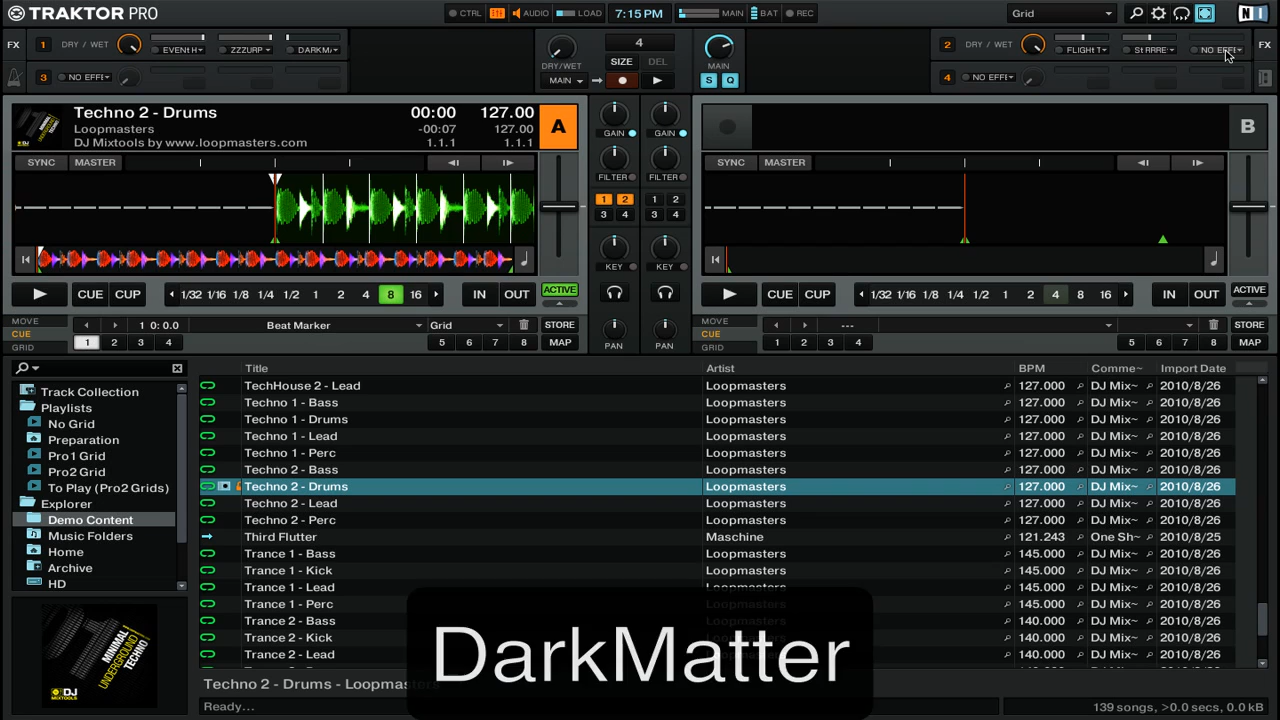 TRAKTOR PRO
CTRL AUDIO LOAD 7:15 PM MAIN BAT REC Grid
FX 1 DRY / WET EVENt H ZZZURP DARKM
3 NO EFFE
DRY/WET 4 MAIN
SIZE DEL
MAIN S Q
2 DRY / WET FLIGHT T St RRRE NO EFFE FX
4 NO EFFE
Techno 2 - Drums 00:00 127.00
Loopmasters -00:07 127.00
DJ Mixtools by www.loopmasters.com 1.1.1 1.1.1
A
SYNC MASTER
CUE CUP 1/32 1/16 1/8 1/4 1/2 1 2 4 8 16 IN OUT ACTIVE
MOVE
CUE 1 0: 0.0 Beat Marker Grid STORE
GRID 1 2 3 4 5 6 7 8 MAP
GAIN GAIN
FILTER FILTER
1 2 1 2
3 4 3 4
KEY KEY
PAN PAN
B
SYNC MASTER
CUE CUP 1/32 1/16 1/8 1/4 1/2 1 2 4 8 16 IN OUT ACTIVE
MOVE
CUE --- STORE
GRID 1 2 3 4 5 6 7 8 MAP
Track Collection
Playlists
No Grid
Preparation
Pro1 Grid
Pro2 Grid
To Play (Pro2 Grids)
Explorer
Demo Content
Music Folders
Home
Archive
HD
MINIMAL
UNDERGROUND
TECHNO
DJ MIXTOOLS
Title Artist BPM Comme~ Import Date
TechHouse 2 - Lead Loopmasters 127.000 DJ Mix~ 2010/8/26
Techno 1 - Bass Loopmasters 127.000 DJ Mix~ 2010/8/26
Techno 1 - Drums Loopmasters 127.000 DJ Mix~ 2010/8/26
Techno 1 - Lead Loopmasters 127.000 DJ Mix~ 2010/8/26
Techno 1 - Perc Loopmasters 127.000 DJ Mix~ 2010/8/26
Techno 2 - Bass Loopmasters 127.000 DJ Mix~ 2010/8/26
Techno 2 - Drums Loopmasters 127.000 DJ Mix~ 2010/8/26
Techno 2 - Lead Loopmasters 127.000 DJ Mix~ 2010/8/26
Techno 2 - Perc Loopmasters 127.000 DJ Mix~ 2010/8/26
Third Flutter Maschine 121.243 One Sh~ 2010/8/25
Trance 1 - Bass Loopmasters 145.000 DJ Mix~ 2010/8/26
Trance 1 - Kick Loopmasters 145.000 DJ Mix~ 2010/8/26
Trance 1 - Lead Loopmasters 145.000 DJ Mix~ 2010/8/26
Trance 1 - Perc Loopmasters 145.000 DJ Mix~ 2010/8/26
Trance 2 - Bass Loopmasters 140.000 DJ Mix~ 2010/8/26
Trance 2 - Kick Loopmasters 140.000 DJ Mix~ 2010/8/26
Trance 2 - Lead Loopmasters 140.000 DJ Mix~ 2010/8/26
DarkMatter
Techno 2 - Drums - Loopmasters
Ready... 139 songs, >0.0 secs, 0.0 kB